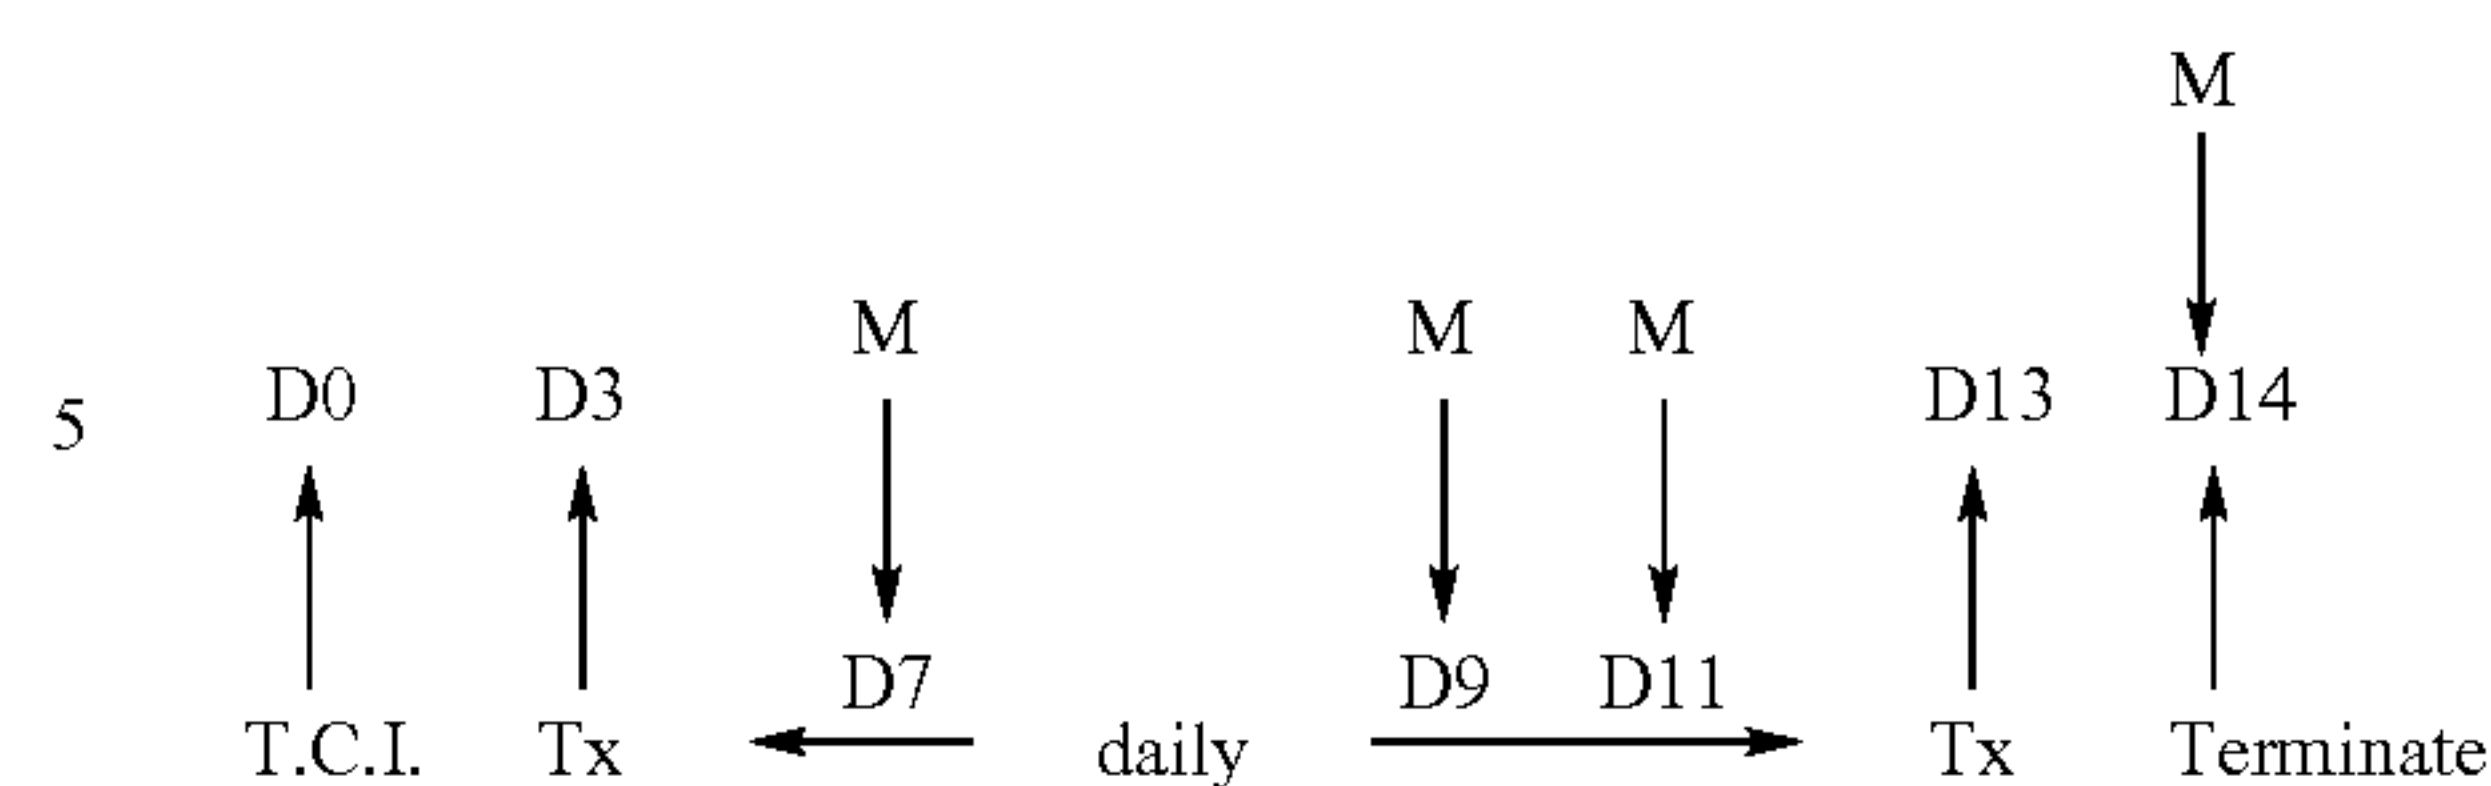 M
M M M
5 D0 D3 D13 D14
D7 D9 D11
T.C.I. Tx daily Tx Terminate